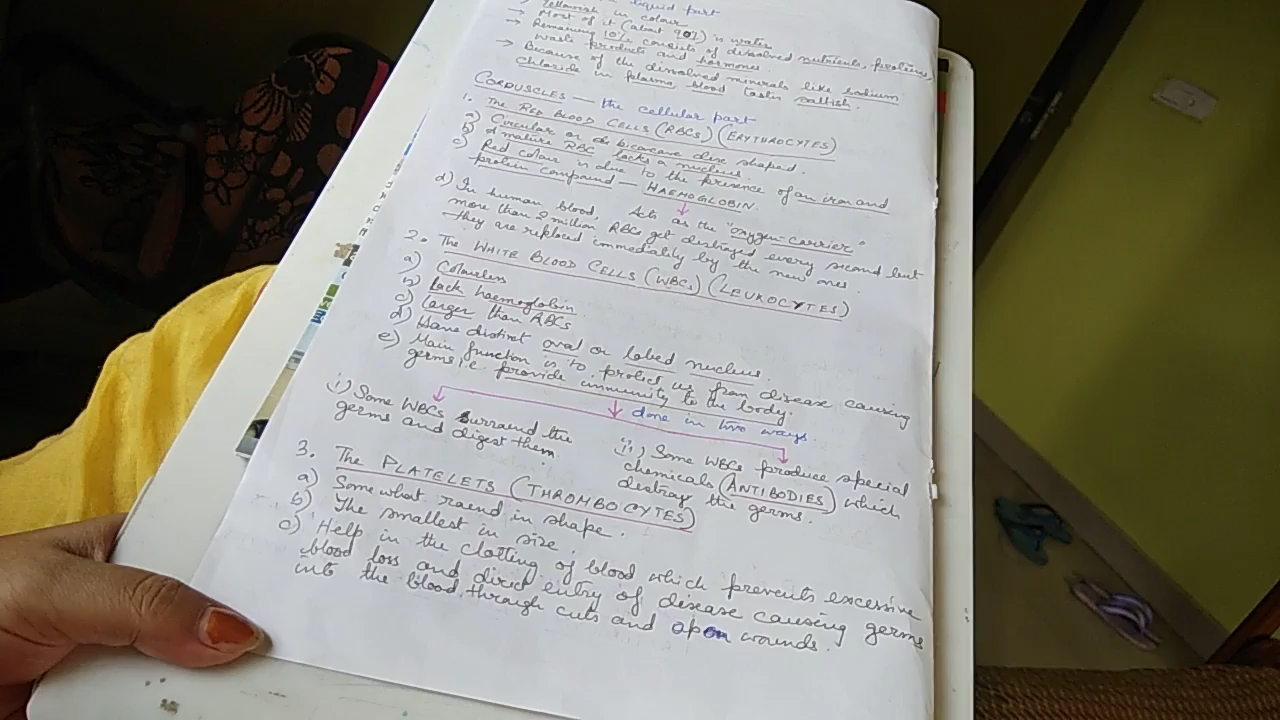 liquid part
→ Yellowish in colour
→ Most of it (about 90%) is water
→ Remaining 10% consists of dissolved nutrients, proteins,
waste products and hormones.
→ Because of the dissolved minerals like sodium
chloride in plasma, blood tastes saltish.
CORPUSCLES — the cellular part
1. The RED BLOOD CELLS (RBCs) (ERYTHROCYTES)
a) Circular or biconcave disc shaped.
b) A mature RBC lacks a nucleus.
c) Red colour is due to the presence of an iron and
protein compound — HAEMOGLOBIN.
Acts as the "oxygen-carrier"
d) In human blood,
more than 2 million RBCs get destroyed every second but
they are replaced immediately by the new ones.
2. The WHITE BLOOD CELLS (WBCs) (LEUKOCYTES)
a) Colourless
b) Lack haemoglobin.
c) Larger than RBCs
d) Have distinct oval or lobed nucleus.
e) Main function is to protect us from disease causing
germs i.e. provide immunity to the body.
done in two ways.
i) Some WBCs surround the
germs and digest them.
ii) Some WBCs produce special
chemicals (ANTIBODIES) which
destroy the germs.
3. The PLATELETS (THROMBOCYTES)
a) Somewhat round in shape.
b) The smallest in size.
c) Help in the clotting of blood which prevents excessive
blood loss and direct entry of disease causing germs
into the blood, through cuts and open wounds.